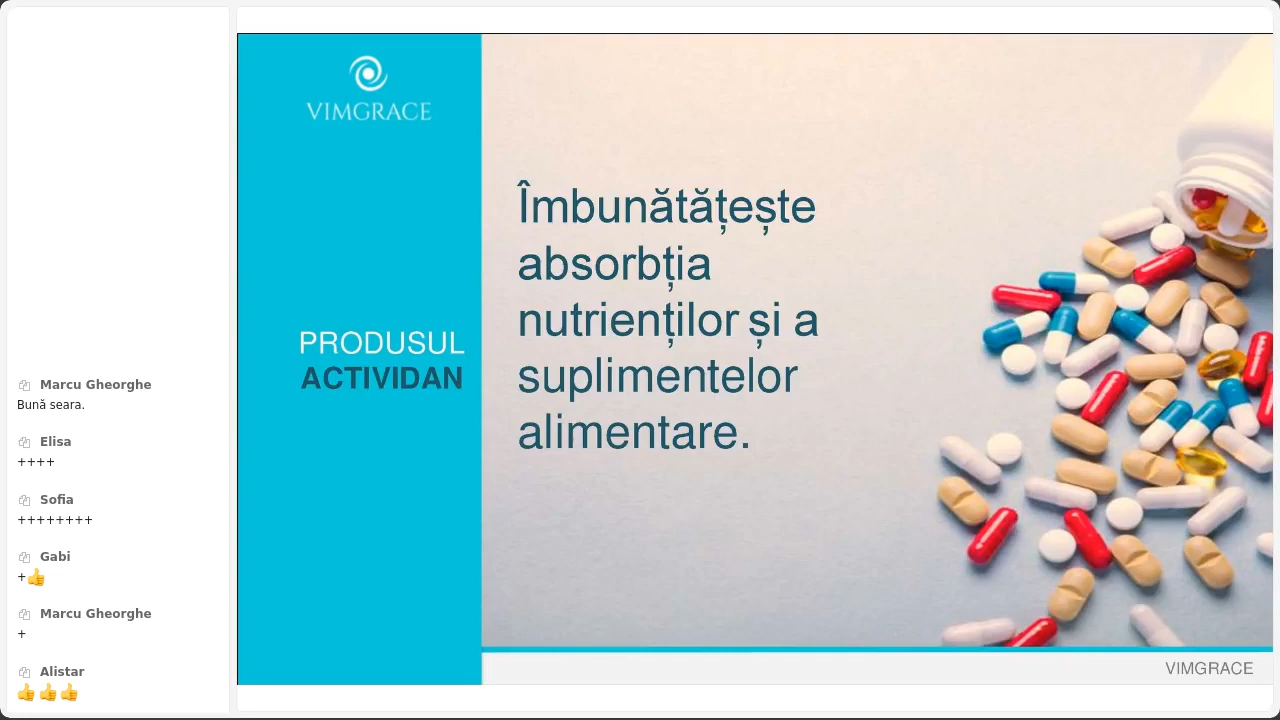 Marcu Gheorghe
Bună seara.
Elisa
++++
Sofia
++++++++
Gabi
+👍
Marcu Gheorghe
+
Alistar
👍👍👍
VIMGRACE
PRODUSUL
ACTIVIDAN
Îmbunătățește
absorbția
nutrienților și a
suplimentelor
alimentare.
VIMGRACE